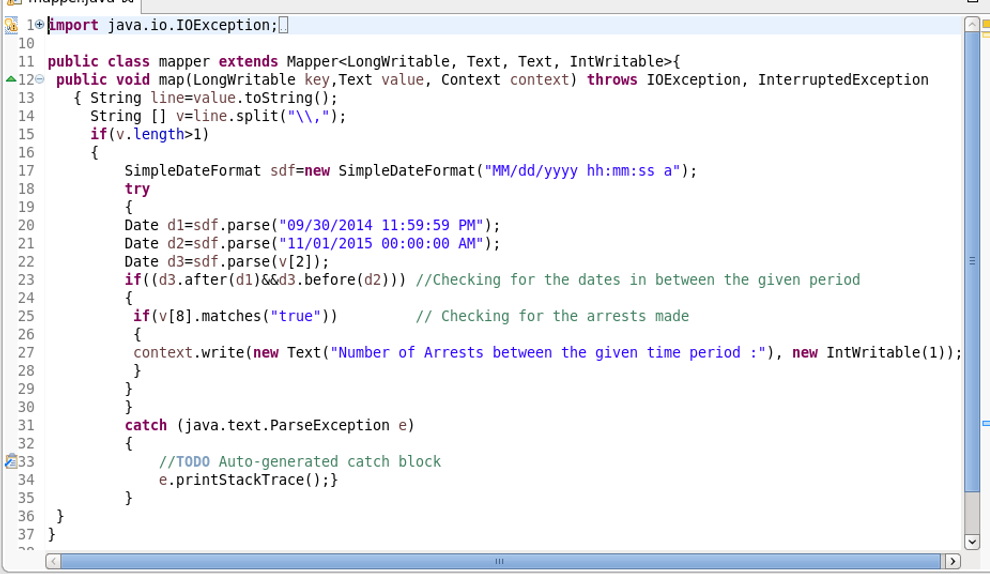 mapper.java
1 import java.io.IOException;
10
11 public class mapper extends Mapper<LongWritable, Text, Text, IntWritable>{
12 public void map(LongWritable key,Text value, Context context) throws IOException, InterruptedException
13 { String line=value.toString();
14 String [] v=line.split("\\,");
15 if(v.length>1)
16 {
17 SimpleDateFormat sdf=new SimpleDateFormat("MM/dd/yyyy hh:mm:ss a");
18 try
19 {
20 Date d1=sdf.parse("09/30/2014 11:59:59 PM");
21 Date d2=sdf.parse("11/01/2015 00:00:00 AM");
22 Date d3=sdf.parse(v[2]);
23 if((d3.after(d1)&&d3.before(d2))) //Checking for the dates in between the given period
24 {
25 if(v[8].matches("true")) // Checking for the arrests made
26 {
27 context.write(new Text("Number of Arrests between the given time period :"), new IntWritable(1));
28 }
29 }
30 }
31 catch (java.text.ParseException e)
32 {
33 //TODO Auto-generated catch block
34 e.printStackTrace();}
35 }
36 }
37 }